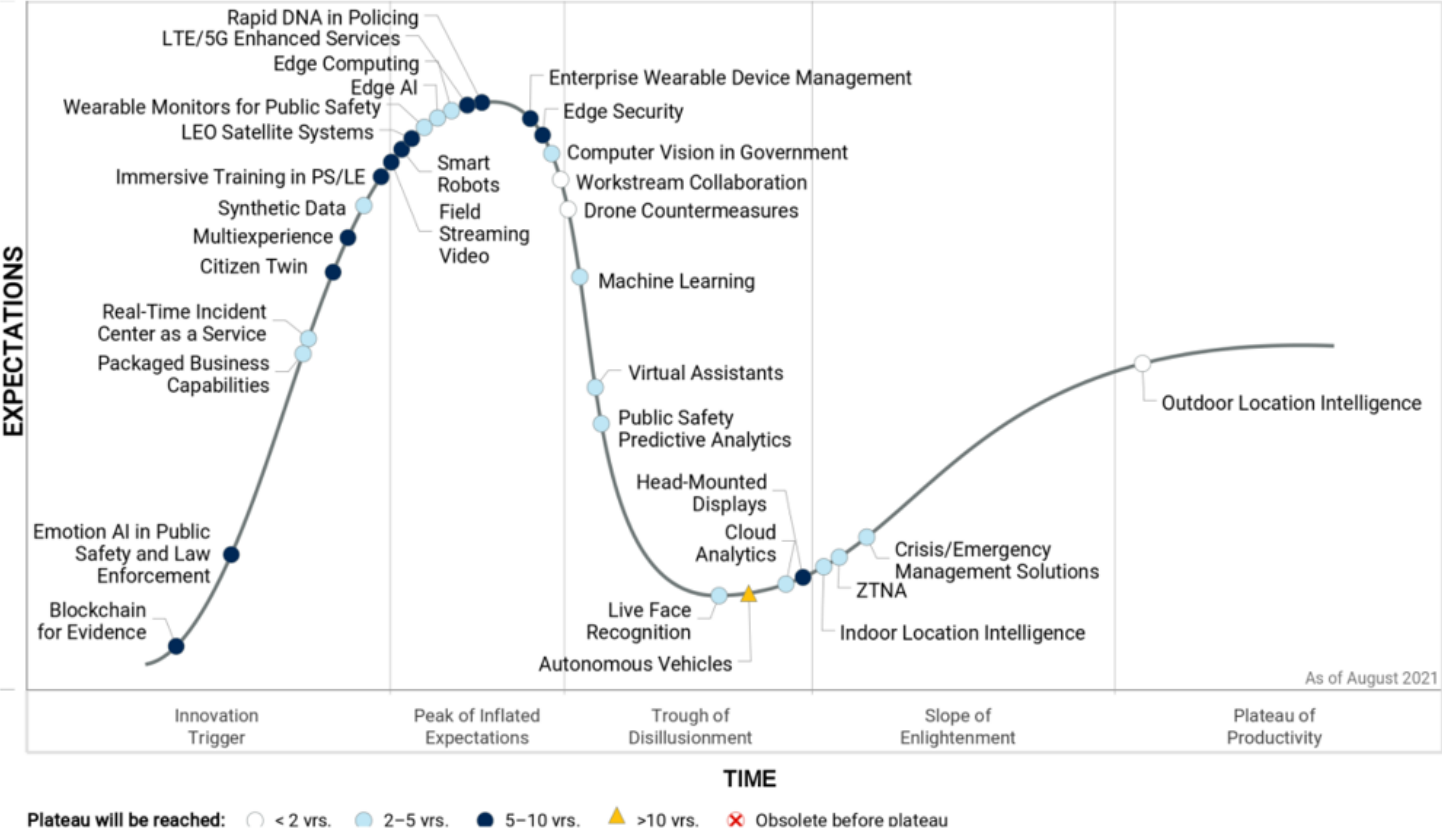 Rapid DNA in Policing
LTE/5G Enhanced Services
Edge Computing
Edge AI
Wearable Monitors for Public Safety
LEO Satellite Systems
Immersive Training in PS/LE
Synthetic Data
Multiexperience
Citizen Twin
Real-Time Incident
Center as a Service
Packaged Business
Capabilities
Emotion AI in Public
Safety and Law
Enforcement
Blockchain
for Evidence
Smart
Robots
Field
Streaming
Video
Enterprise Wearable Device Management
Edge Security
Computer Vision in Government
Workstream Collaboration
Drone Countermeasures
Machine Learning
Virtual Assistants
Public Safety
Predictive Analytics
Head-Mounted
Displays
Cloud
Analytics
Live Face
Recognition
Autonomous Vehicles
Crisis/Emergency
Management Solutions
ZTNA
Indoor Location Intelligence
Outdoor Location Intelligence
EXPECTATIONS
As of August 2021
Innovation
Trigger
Peak of Inflated
Expectations
Trough of
Disillusionment
Slope of
Enlightenment
Plateau of
Productivity
TIME
Plateau will be reached: < 2 yrs. 2–5 yrs. 5–10 yrs. >10 yrs. Obsolete before plateau